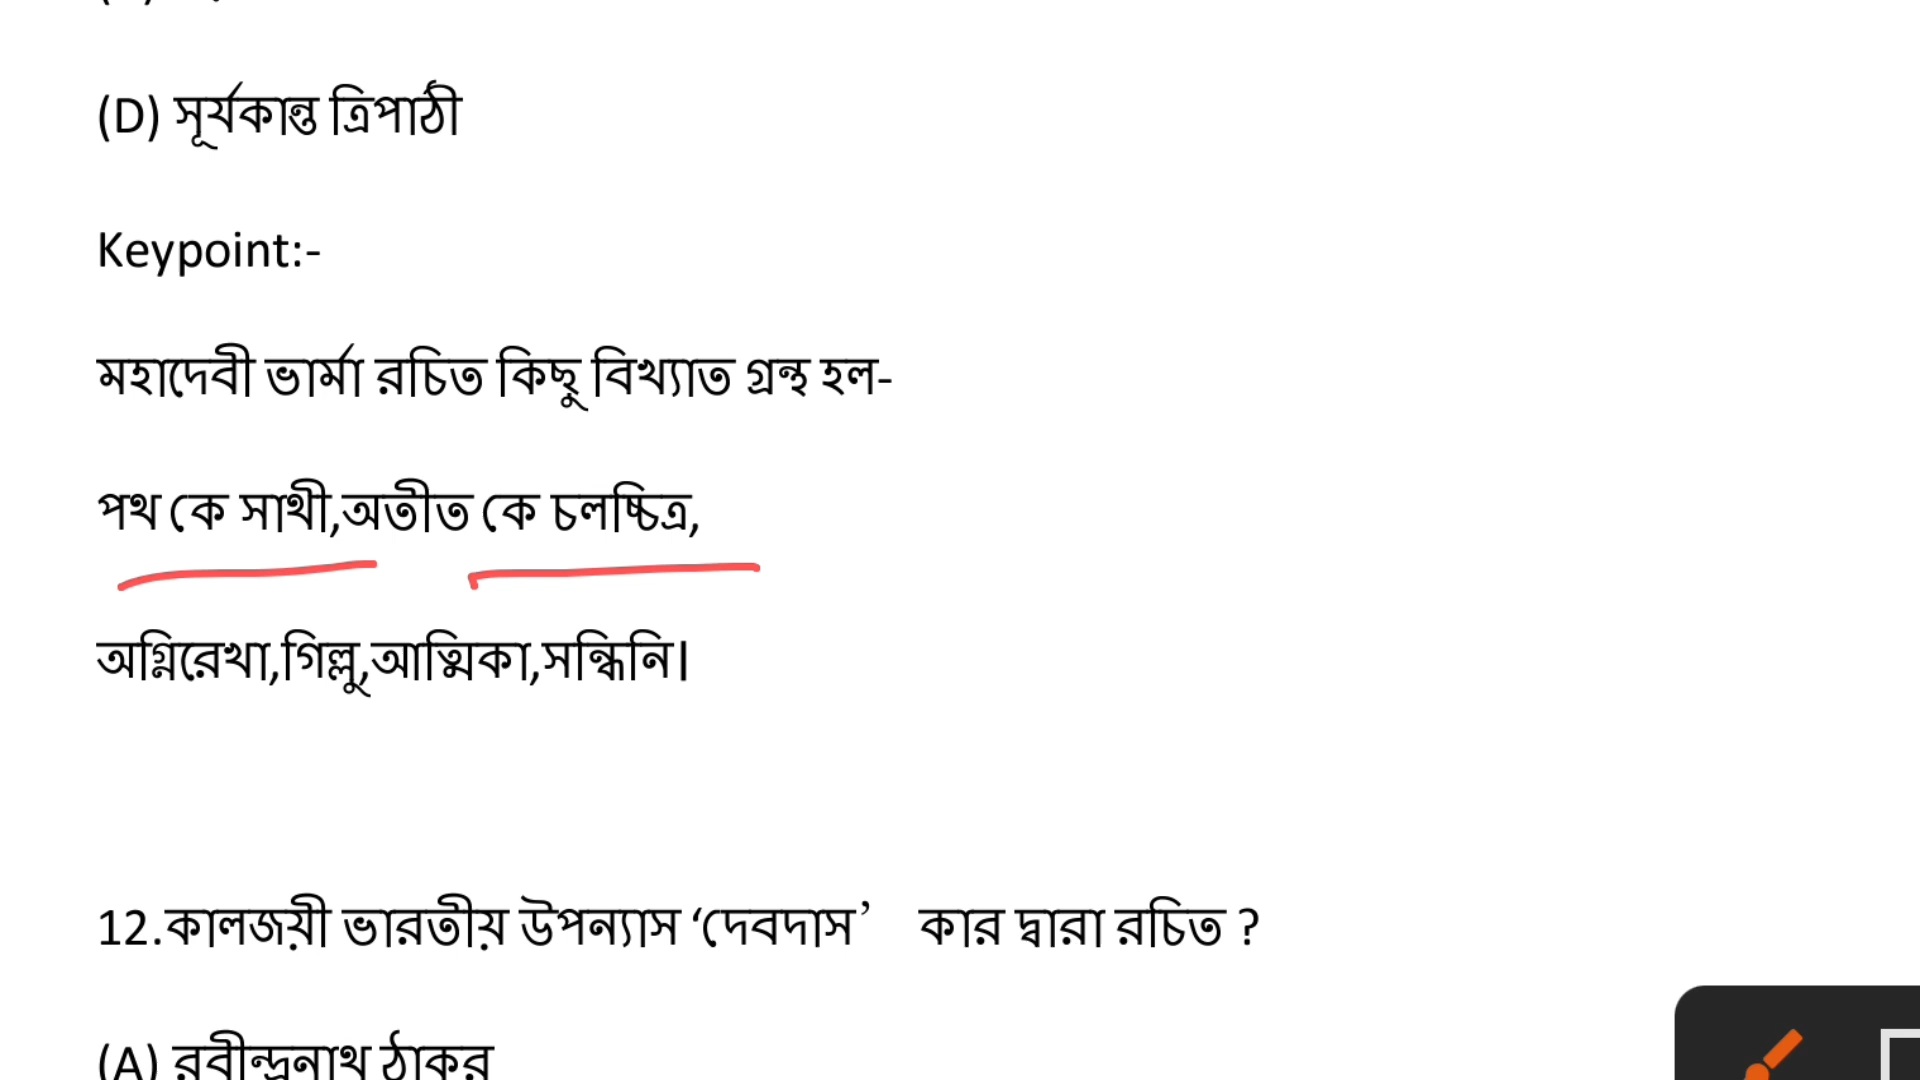 (D) সূর্যকান্ত ত্রিপাঠী
Keypoint:-
মহাদেবী ভার্মা রচিত কিছু বিখ্যাত গ্রন্থ হল-
পথ কে সাথী,অতীত কে চলচ্চিত্র,
অগ্নিরেখা,গিল্লু,আত্মিকা,সন্ধিনি।
12.কালজয়ী ভারতীয় উপন্যাস ‘দেবদাস’ কার দ্বারা রচিত ?
(A) রবীন্দ্রনাথ ঠাকুর